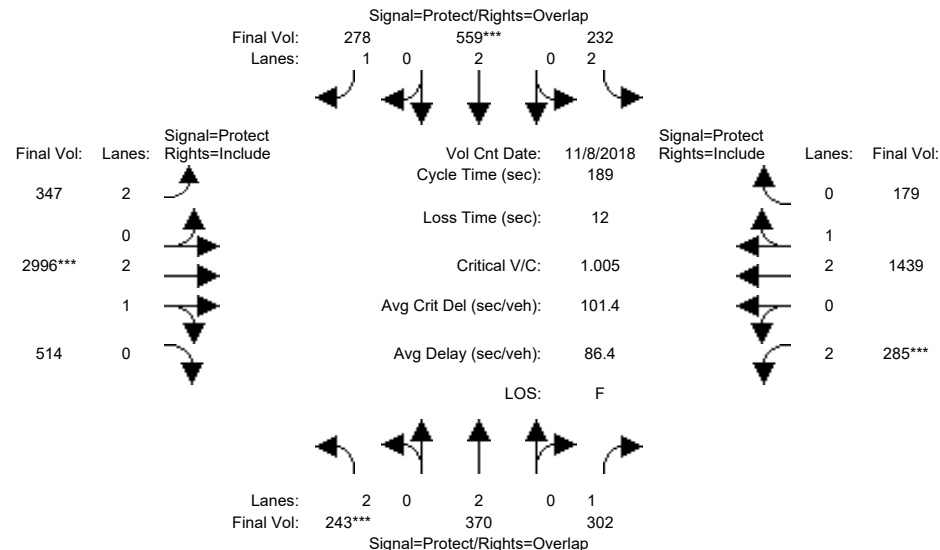 Signal=Protect/Rights=Overlap
Final Vol: 278 559*** 232
Lanes: 1 0 2 0 2
Signal=Protect Signal=Protect
Final Vol: Lanes: Rights=Include Vol Cnt Date: 11/8/2018 Rights=Include Lanes: Final Vol:
Cycle Time (sec): 189
347 2 0 179
Loss Time (sec): 12
0 1
2996*** 2 Critical V/C: 1.005 2 1439
1 Avg Crit Del (sec/veh): 101.4 0
514 0 Avg Delay (sec/veh): 86.4 2 285***
LOS: F
Lanes: 2 0 2 0 1
Final Vol: 243*** 370 302
Signal=Protect/Rights=Overlap